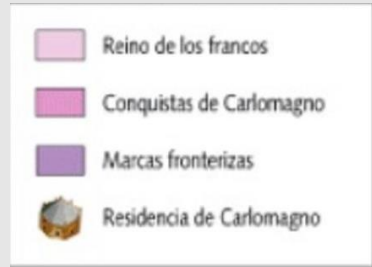 Reino de los francos
Conquistas de Carlomagno
Marcas fronterizas
Residencia de Carlomagno